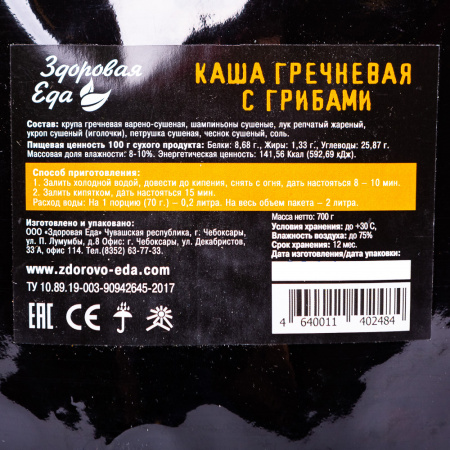 Здоровая
Еда
КАША ГРЕЧНЕВАЯ
С ГРИБАМИ
Состав: крупа гречневая варено-сушеная, шампиньоны сушеные, лук репчатый жареный,
укроп сушеный (иголочки), петрушка сушеная, чеснок сушеный, соль.
Пищевая ценность 100 г сухого продукта: Белки: 8,68 г., Жиры: 1,33 г., Углеводы: 25,87 г.
Массовая доля влажности: 8-10%. Энергетическая ценность: 141,56 Ккал (592,69 кДж).
Способ приготовления:
1. Залить холодной водой, довести до кипения, снять с огня, дать настояться 8 – 10 мин.
2. Залить кипятком, дать настояться 15 мин.
Расход воды: На 1 порцию (70 г.) – 0,2 литра. На весь объем пакета – 2 литра.
Изготовлено и упаковано:
ООО «Здоровая Еда» Чувашская республика, г. Чебоксары,
ул. П. Лумумбы, д.8 Офис: г. Чебоксары, ул. Декабристов,
33 А, офис 114. Тел.(8352) 63-77-33.
www.zdorovo-eda.com
ТУ 10.89.19-003-90942645-2017
Масса нетто: 700 г
Условия хранения: до +30°С,
Влажность воздуха: до 75%
Срок хранения: 12 мес.
Дата изготовления/дата упаковки:
EAC CE
4 640011 402484